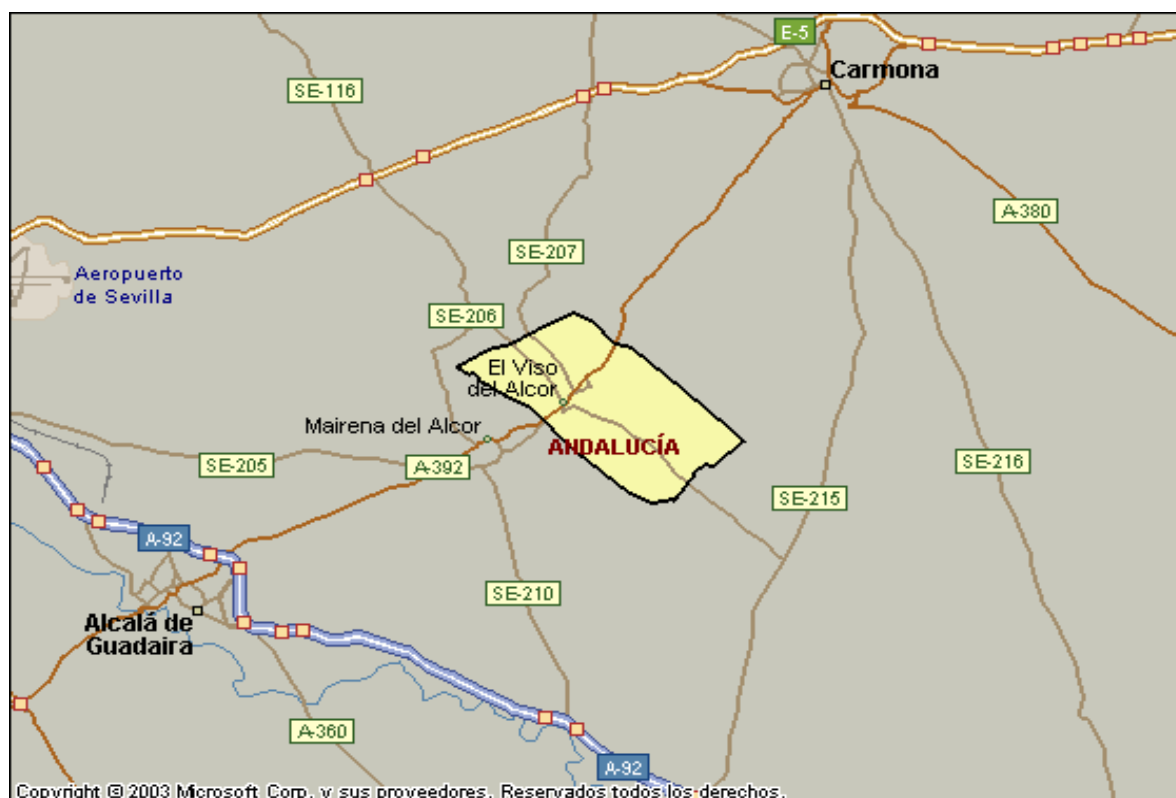 E-5
Carmona
SE-116
A-380
SE-207
Aeropuerto
de Sevilla
SE-206
El Viso
del Alcor
Mairena del Alcor
ANDALUCÍA
SE-205
A-392
SE-216
SE-215
A-92
SE-210
Alcalá de
Guadaira
A-360
A-92
Copyright © 2003 Microsoft Corp. y sus proveedores. Reservados todos los derechos.